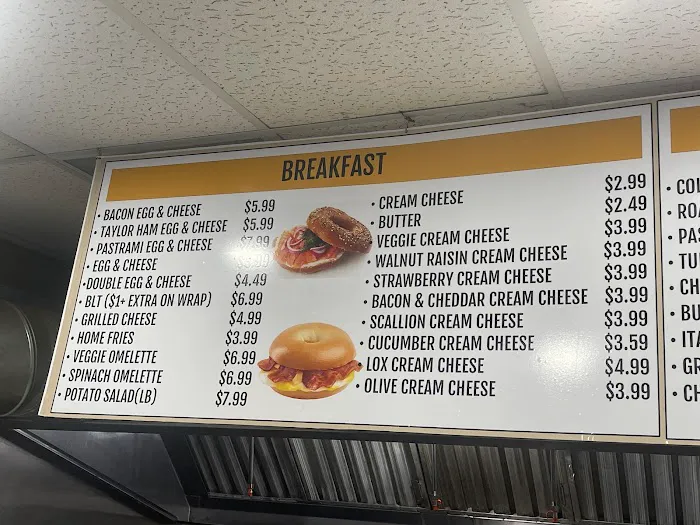 BREAKFAST
• BACON EGG & CHEESE $5.99
• TAYLOR HAM EGG & CHEESE $5.99
• PASTRAMI EGG & CHEESE $7.99
• EGG & CHEESE
•DOUBLE EGG & CHEESE $4.49
• BLT ($1+ EXTRA ON WRAP) $6.99
• GRILLED CHEESE $4.99
• HOME FRIES $3.99
• VEGGIE OMELETTE $6.99
• SPINACH OMELETTE $6.99
• POTATO SALAD(LB) $7.99
• CREAM CHEESE $2.99
• BUTTER $2.49
• VEGGIE CREAM CHEESE $3.99
• WALNUT RAISIN CREAM CHEESE $3.99
• STRAWBERRY CREAM CHEESE $3.99
• BACON & CHEDDAR CREAM CHEESE $3.99
• SCALLION CREAM CHEESE $3.99
• CUCUMBER CREAM CHEESE $3.59
• LOX CREAM CHEESE $4.99
• OLIVE CREAM CHEESE $3.99